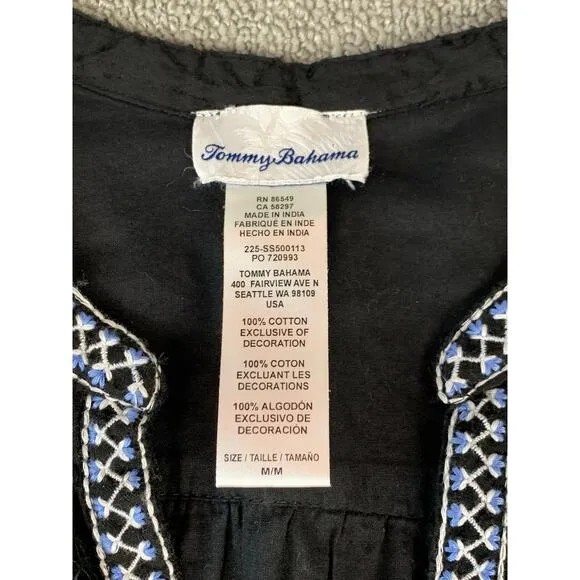 Tommy Bahama
RN 86549
CA 58297
MADE IN INDIA
FABRIQUÉ EN INDE
HECHO EN INDIA
225-SS500113
PO 720993
TOMMY BAHAMA
400 FAIRVIEW AVE N
SEATTLE WA 98109
USA
100% COTTON
EXCLUSIVE OF
DECORATION
100% COTON
EXCLUANT LES
DECORATIONS
100% ALGODÓN
EXCLUSIVO DE
DECORACIÓN
SIZE / TAILLE / TAMAÑO
M/M